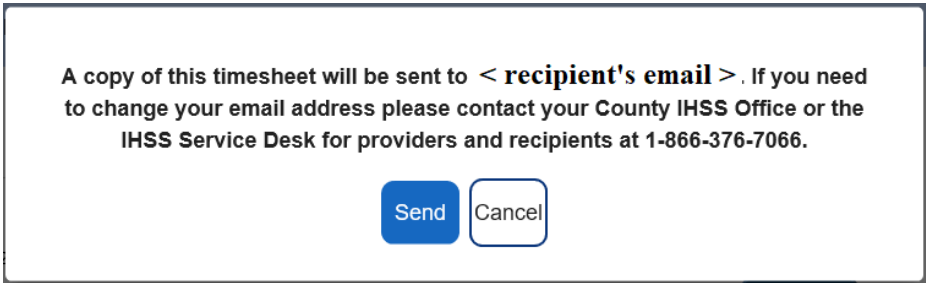 A copy of this timesheet will be sent to < recipient's email > . If you need
to change your email address please contact your County IHSS Office or the
IHSS Service Desk for providers and recipients at 1-866-376-7066.
Send Cancel